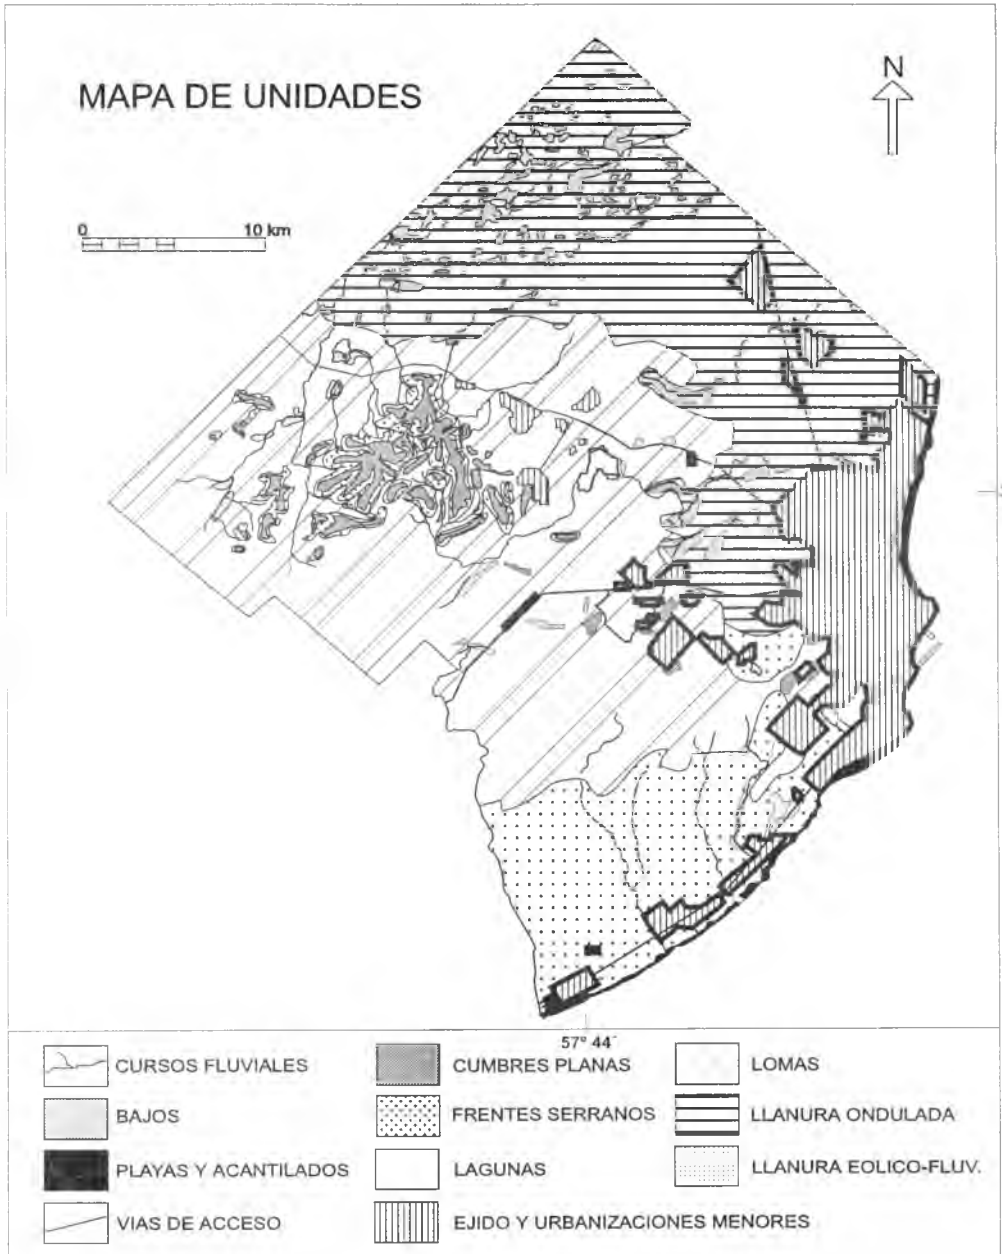 MAPA DE UNIDADES
N
0 10 km
57° 44´
CURSOS FLUVIALES
CUMBRES PLANAS
LOMAS
BAJOS
FRENTES SERRANOS
LLANURA ONDULADA
PLAYAS Y ACANTILADOS
LAGUNAS
LLANURA EOLICO-FLUV.
VIAS DE ACCESO
EJIDO Y URBANIZACIONES MENORES